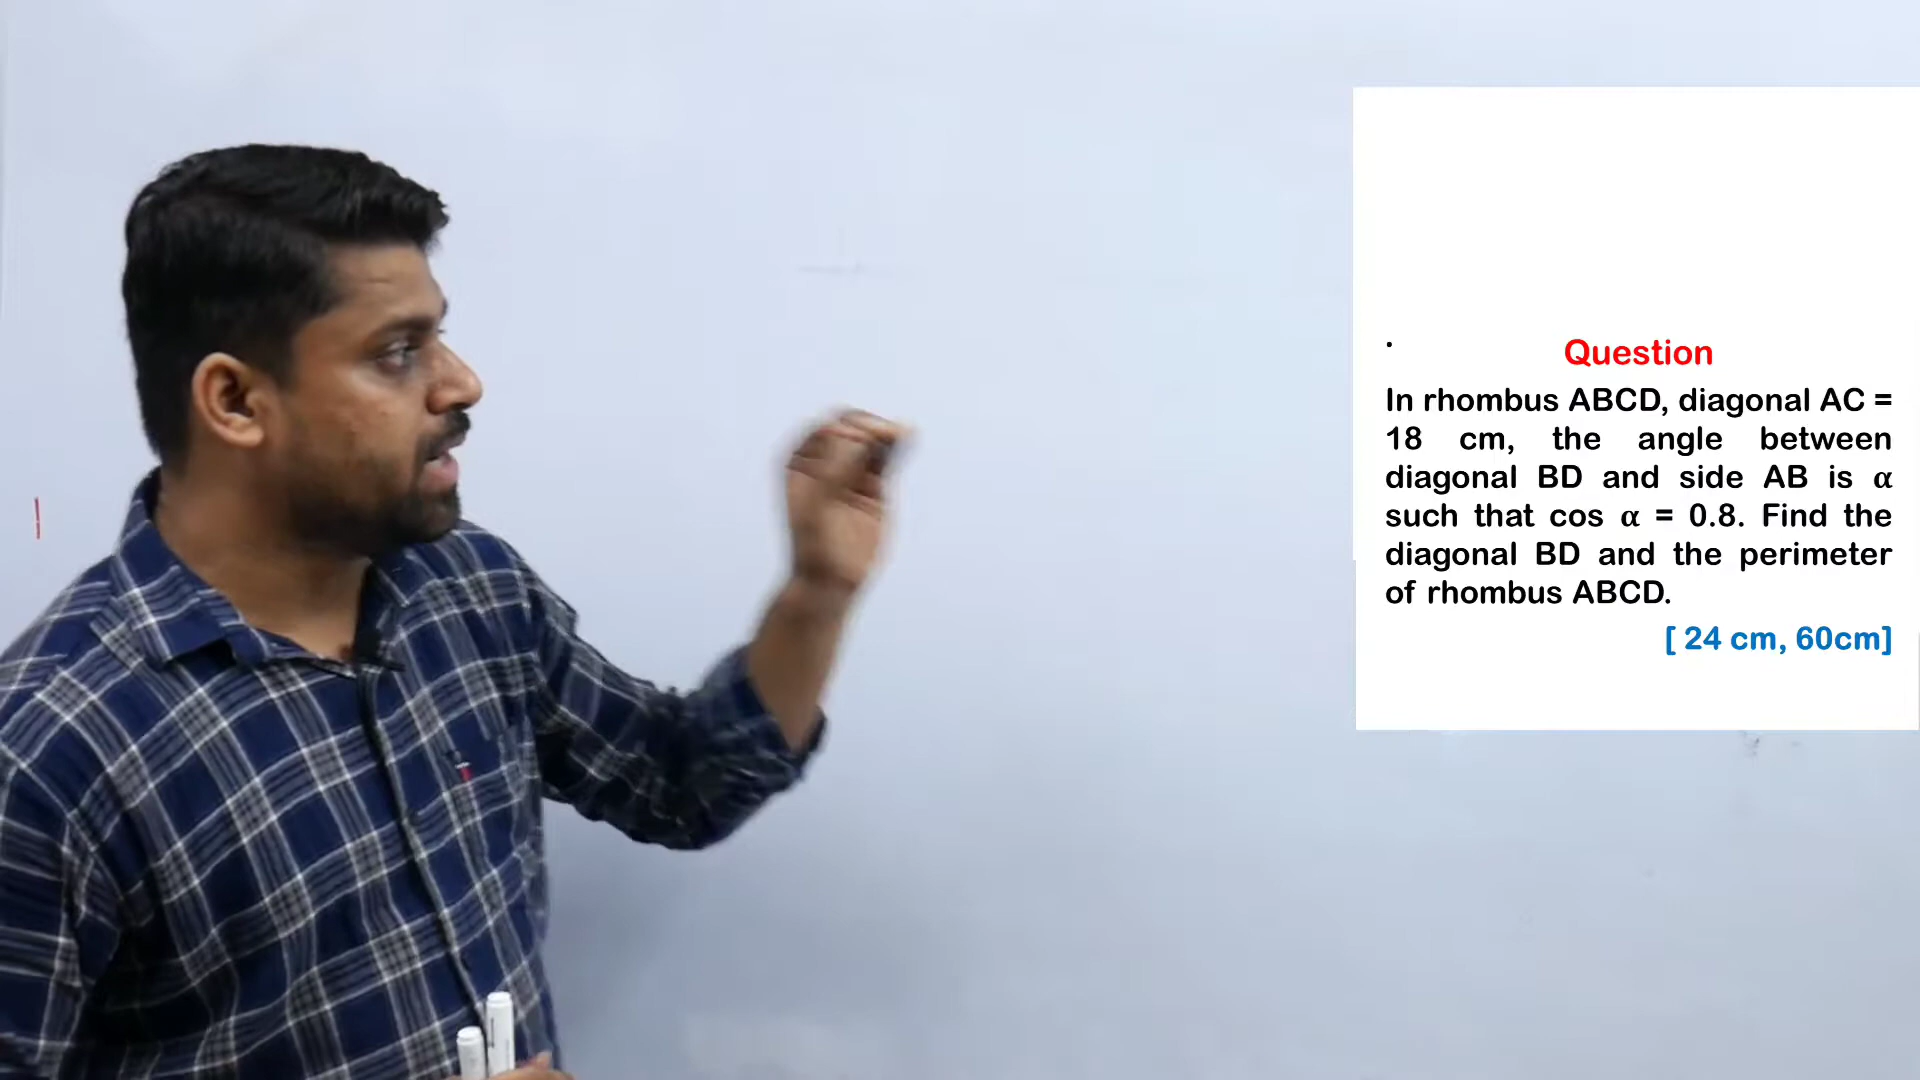 Question
In rhombus ABCD, diagonal AC =
18 cm, the angle between
diagonal BD and side AB is α
such that cos α = 0.8. Find the
diagonal BD and the perimeter
of rhombus ABCD.
[ 24 cm, 60cm]